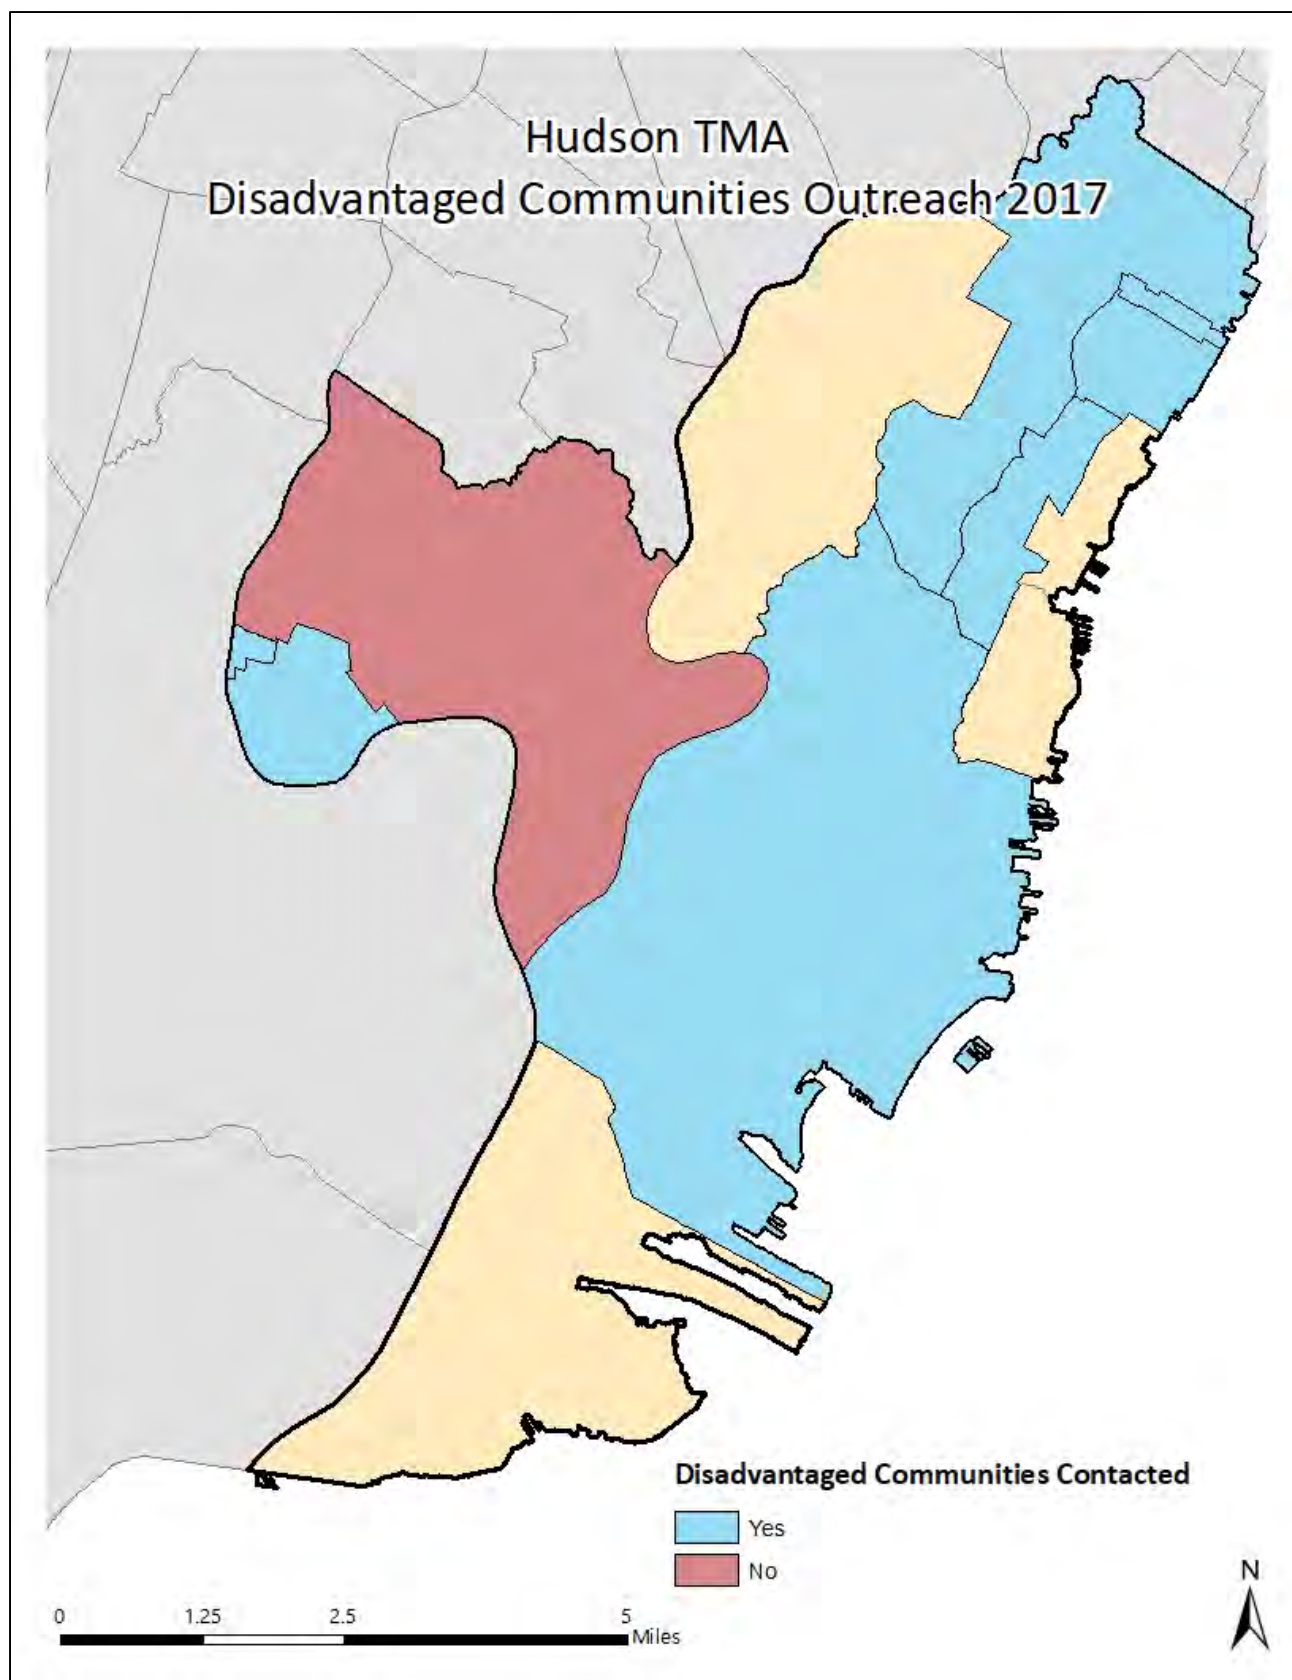 Hudson TMA
Disadvantaged Communities Outreach 2017
Disadvantaged Communities Contacted
Yes
No
N
0 1.25 2.5 5
Miles